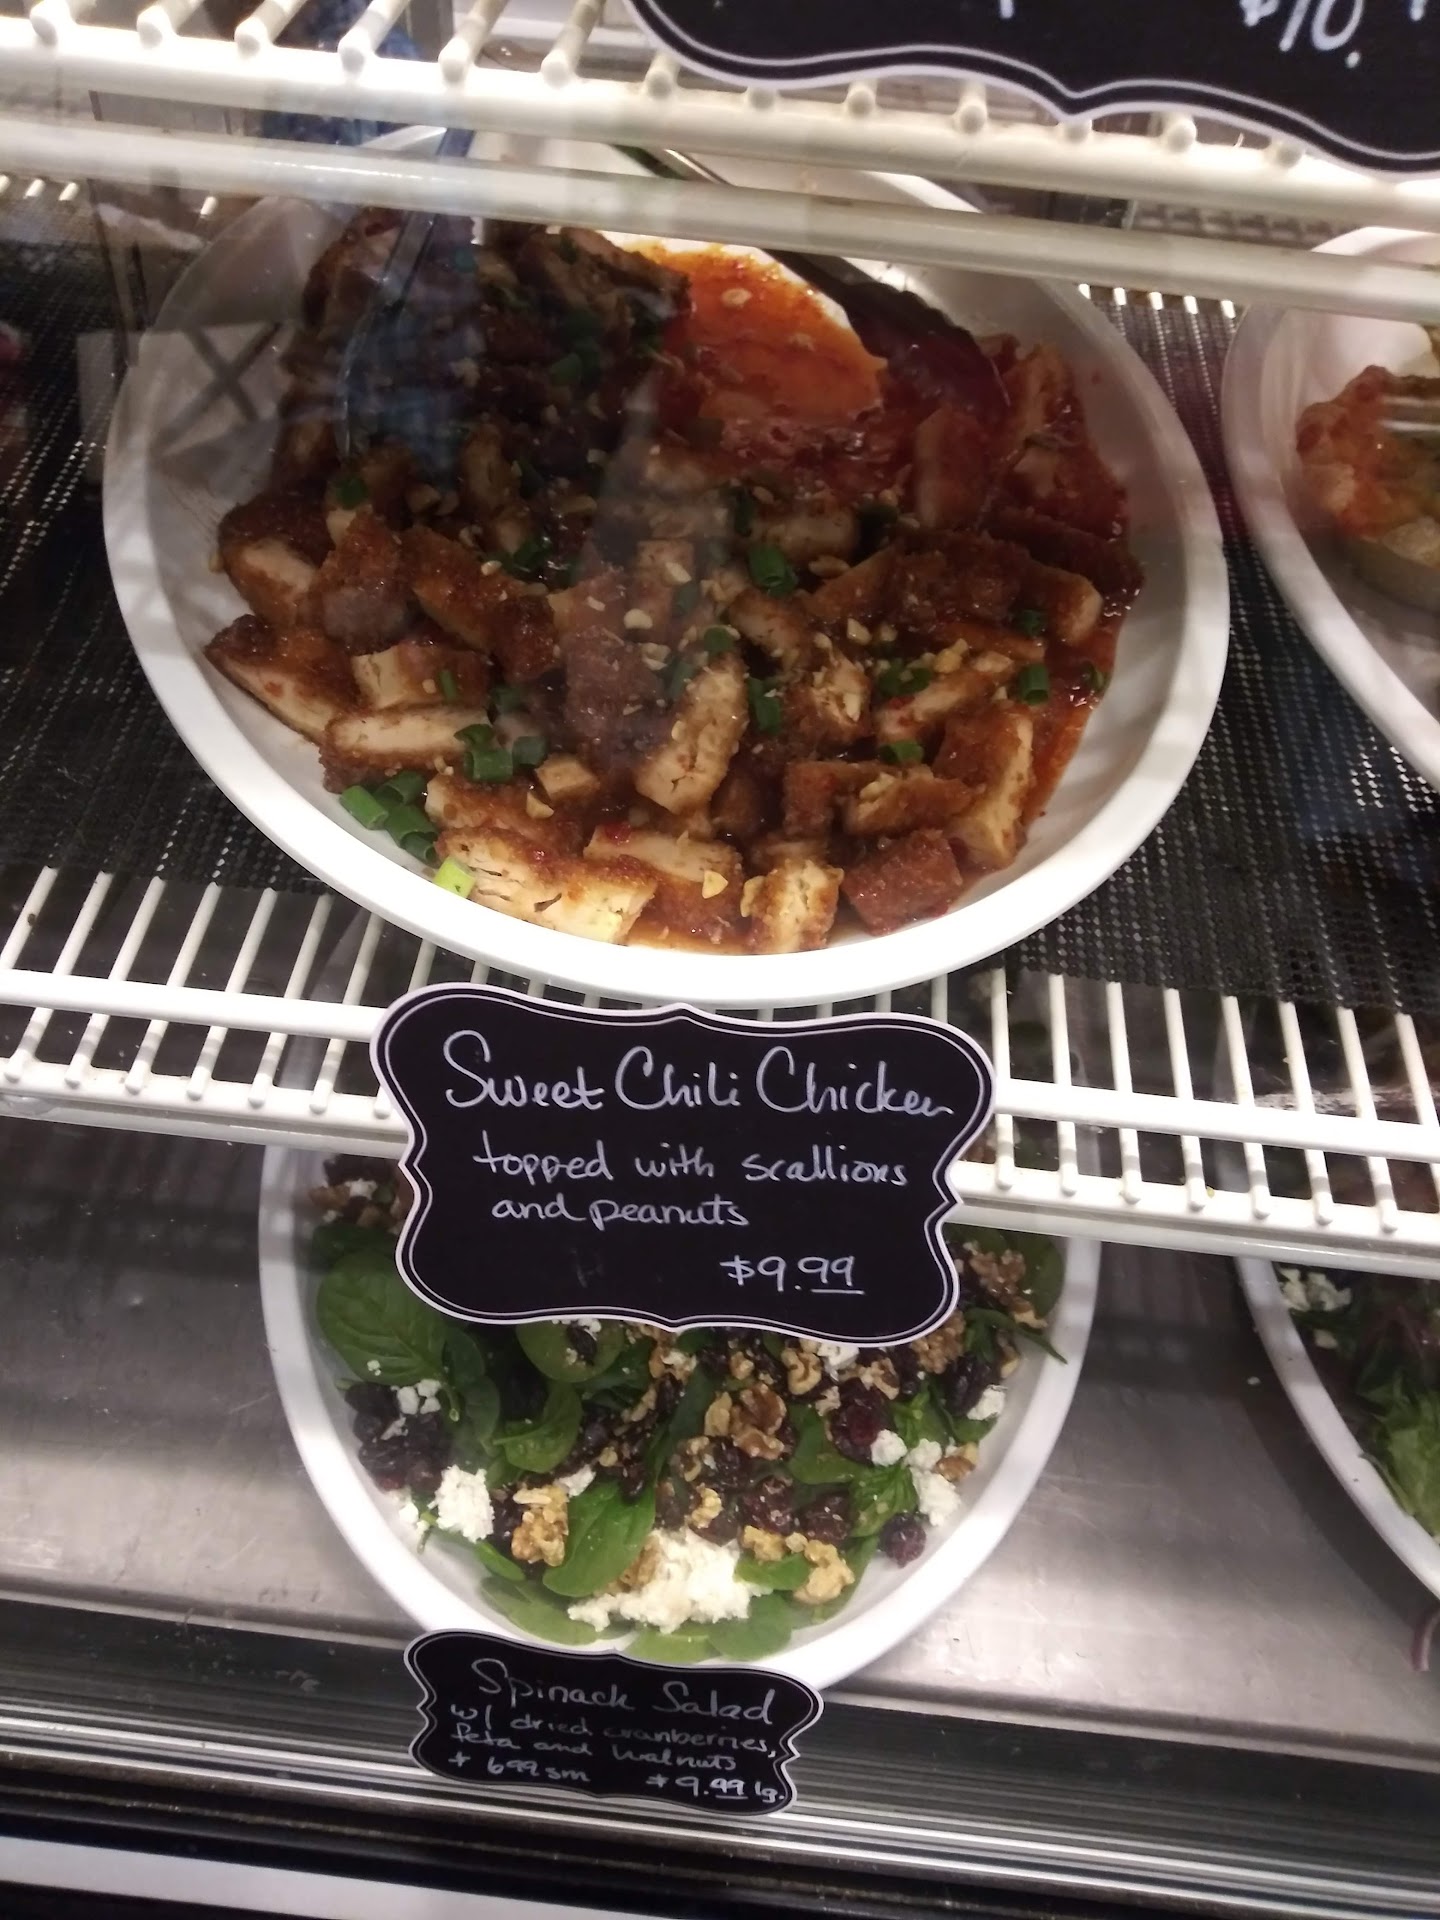 $10.
Sweet Chili Chicken
topped with scallions
and peanuts
$9.99
Spinach Salad
w/ dried cranberries,
feta and walnuts
$6.99 sm $9.99 lg.